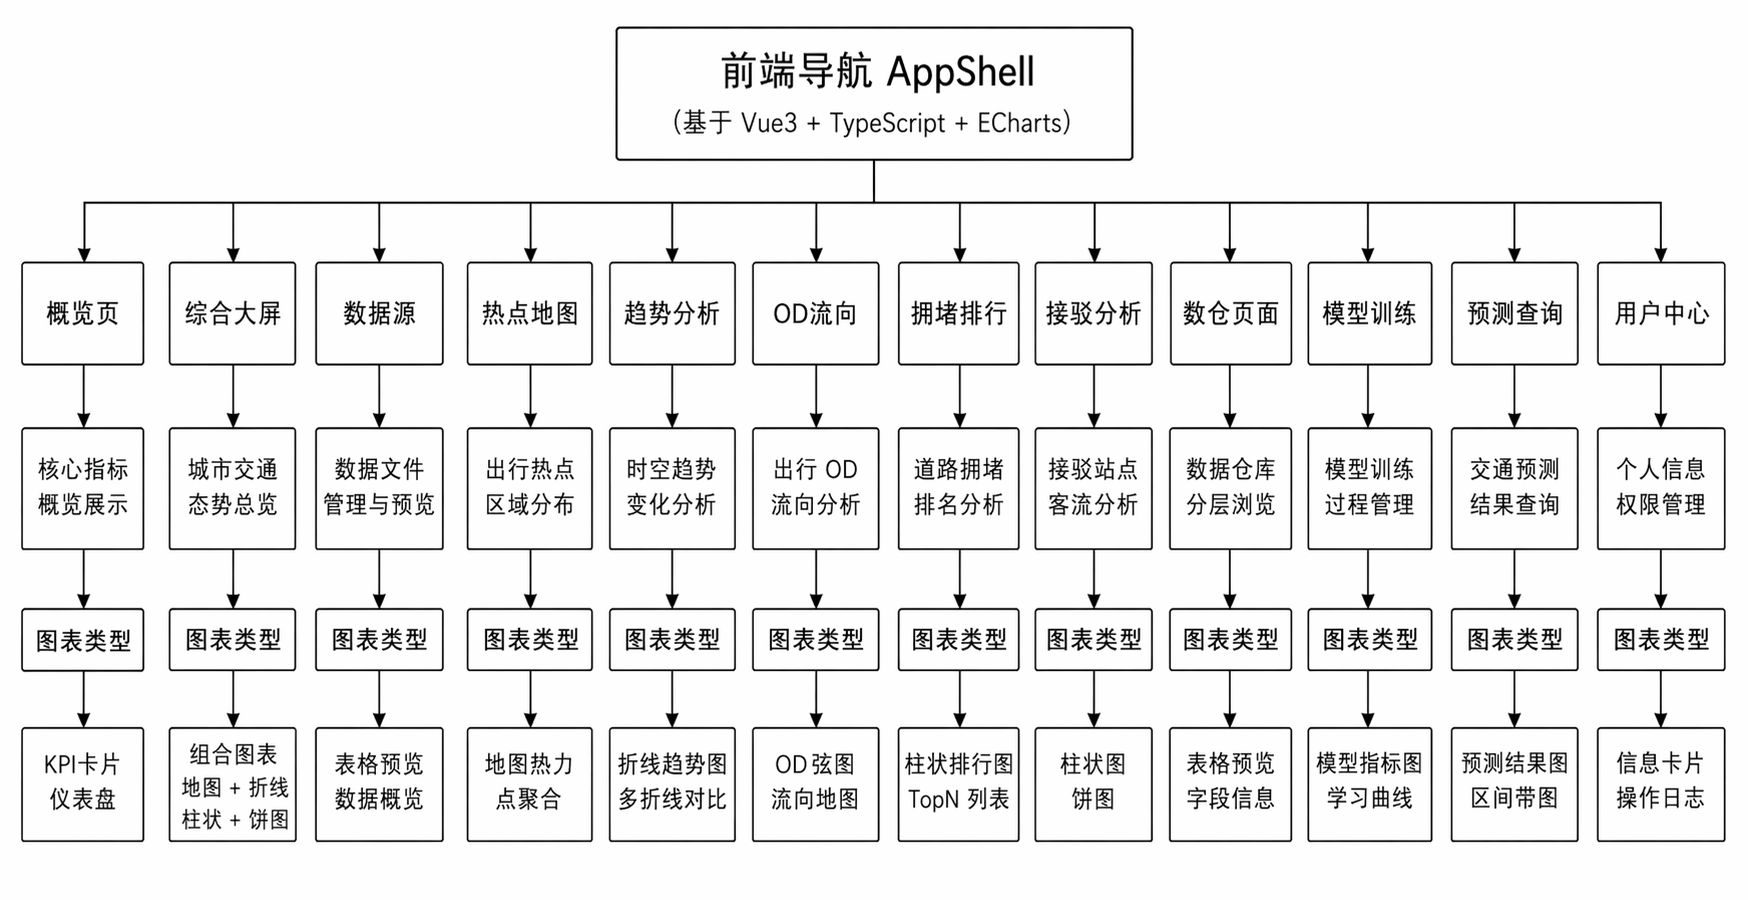 前端导航 AppShell
（基于 Vue3 + TypeScript + ECharts）
概览页
综合大屏
数据源
热点地图
趋势分析
OD流向
拥堵排行
接驳分析
数仓页面
模型训练
预测查询
用户中心
核心指标
概览展示
城市交通
态势总览
数据文件
管理与预览
出行热点
区域分布
时空趋势
变化分析
出行 OD
流向分析
道路拥堵
排名分析
接驳站点
客流分析
数据仓库
分层浏览
模型训练
过程管理
交通预测
结果查询
个人信息
权限管理
图表类型
图表类型
图表类型
图表类型
图表类型
图表类型
图表类型
图表类型
图表类型
图表类型
图表类型
图表类型
KPI卡片
仪表盘
组合图表
地图 + 折线
柱状 + 饼图
表格预览
数据概览
地图热力
点聚合
折线趋势图
多折线对比
OD弦图
流向地图
柱状排行图
TopN 列表
柱状图
饼图
表格预览
字段信息
模型指标图
学习曲线
预测结果图
区间带图
信息卡片
操作日志